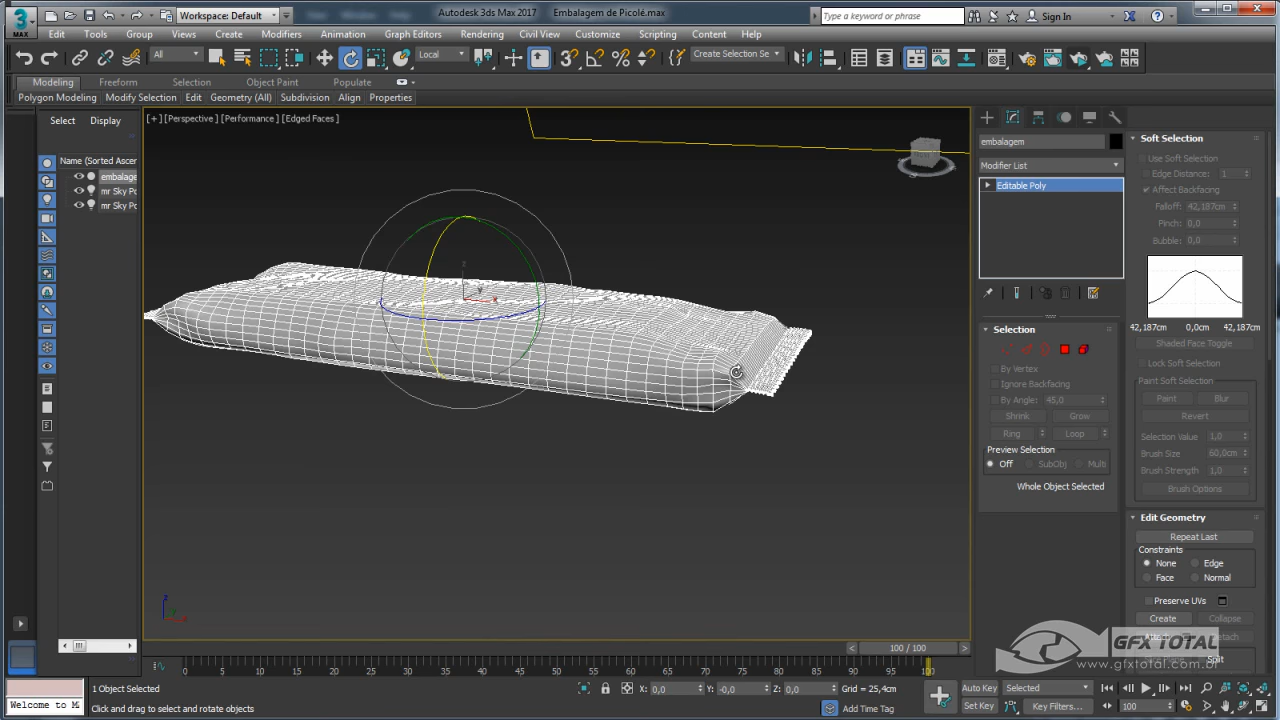 3
MAX
Workspace: Default
Autodesk 3ds Max 2017 Embalagem de Picolé.max
Type a keyword or phrase
Sign In
Edit Tools Group Views Create Modifiers Animation Graph Editors Rendering Civil View Customize Scripting Content Help
All
Local
Create Selection Se
Modeling Freeform Selection Object Paint Populate
Polygon Modeling Modify Selection Edit Geometry (All) Subdivision Align Properties
Select Display
Name (Sorted Ascen
embalage
mr Sky Po
mr Sky Po
[+] [Perspective] [Performance] [Edged Faces]
z
y
x
embalagem
Modifier List
Editable Poly
Selection
By Vertex
Ignore Backfacing
By Angle: 45,0
Shrink Grow
Ring Loop
Preview Selection
Off SubObj Multi
Whole Object Selected
Soft Selection
Use Soft Selection
Edge Distance: 1
Affect Backfacing
Falloff: 42,187cm
Pinch: 0,0
Bubble: 0,0
42,187cm 0,0cm 42,187cm
Shaded Face Toggle
Lock Soft Selection
Paint Soft Selection
Paint Blur
Revert
Selection Value 1,0
Brush Size 60,0cm
Brush Strength 1,0
Brush Options
Edit Geometry
Repeat Last
Constraints
None Edge
Face Normal
Preserve UVs
Create Collapse
Attach Detach
Split
GFX TOTAL
www.gfxtotal.com.br
100 / 100
0 5 10 15 20 25 30 35 40 45 50 55 60 65 70 75 80 85 90 95 100
1 Object Selected
X: 0,0 Y: -0,0 Z: 0,0 Grid = 25,4cm
Auto Key Selected
Welcome to M
Click and drag to select and rotate objects
Add Time Tag
Set Key Key Filters...
100